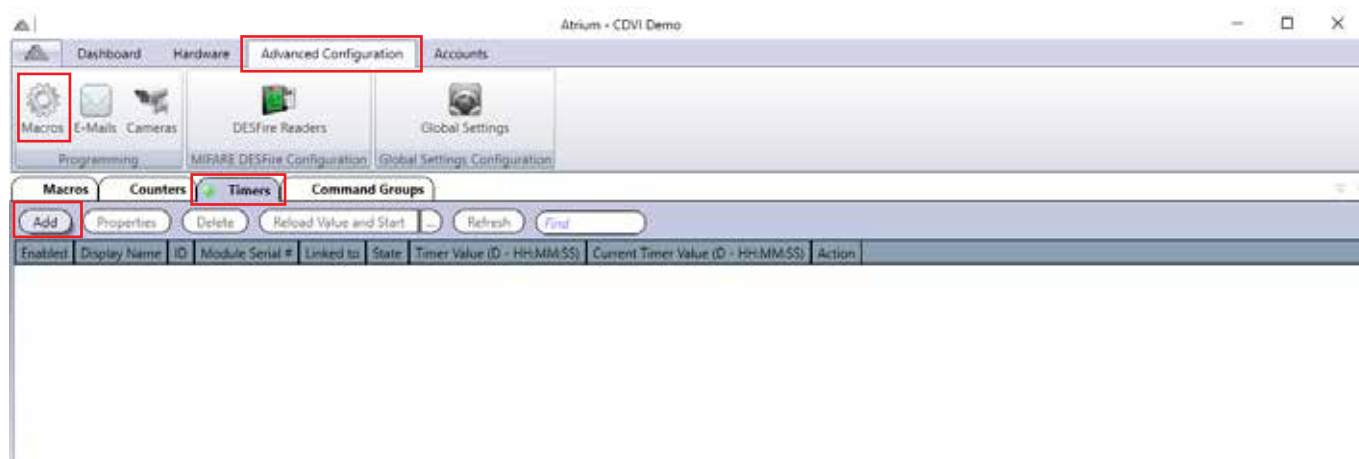 Atrium - CDVI Demo
Dashboard Hardware Advanced Configuration Accounts
Macros E-Mails Cameras DESFire Readers Global Settings
Programming MIFARE DESFire Configuration Global Settings Configuration
Macros Counters Timers Command Groups
Add Properties Delete Reload Value and Start ... Refresh Find
Enabled Display Name ID Module Serial # Linked to State Timer Value (D - HH:MM:SS) Current Timer Value (D - HH:MM:SS) Action